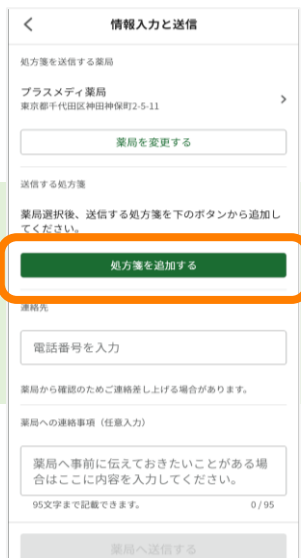 情報入力と送信
処方箋を送信する薬局
プラスメディ薬局
東京都千代田区神田神保町2-5-11
薬局を変更する
送信する処方箋
薬局選択後、送信する処方箋を下のボタンから追加し
てください。
処方箋を追加する
連絡先
電話番号を入力
薬局から確認のためご連絡差し上げる場合があります。
薬局への連絡事項（任意入力）
薬局へ事前に伝えておきたいことがある場
合はここに内容を入力してください。
95文字まで記載できます。 0 / 95
薬局へ送信する